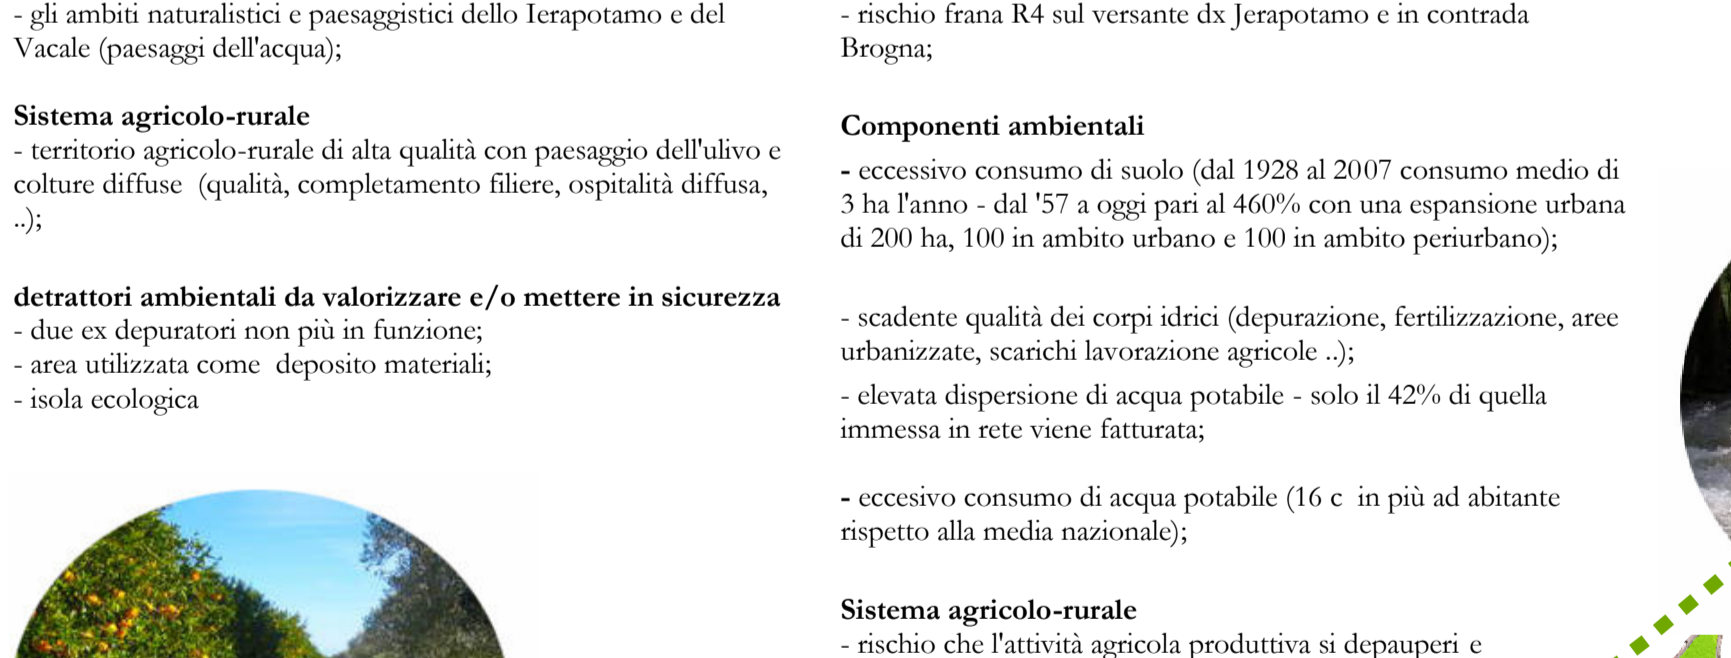 - gli ambiti naturalistici e paesaggistici dello Ierapotamo e del
Vacale (paesaggi dell'acqua);
Sistema agricolo-rurale
- territorio agricolo-rurale di alta qualità con paesaggio dell'ulivo e
colture diffuse  (qualità, completamento filiere, ospitalità diffusa,
..);
detrattori ambientali da valorizzare e/o mettere in sicurezza
- due ex depuratori non più in funzione;
- area utilizzata come  deposito materiali;
- isola ecologica
- rischio frana R4 sul versante dx Jerapotamo e in contrada
Brogna;
Componenti ambientali
- eccessivo consumo di suolo (dal 1928 al 2007 consumo medio di
3 ha l'anno - dal '57 a oggi pari al 460% con una espansione urbana
di 200 ha, 100 in ambito urbano e 100 in ambito periurbano);
- scadente qualità dei corpi idrici (depurazione, fertilizzazione, aree
urbanizzate, scarichi lavorazione agricole ..);
- elevata dispersione di acqua potabile - solo il 42% di quella
immessa in rete viene fatturata;
- eccesivo consumo di acqua potabile (16 c  in più ad abitante
rispetto alla media nazionale);
Sistema agricolo-rurale
- rischio che l'attività agricola produttiva si depauperi e